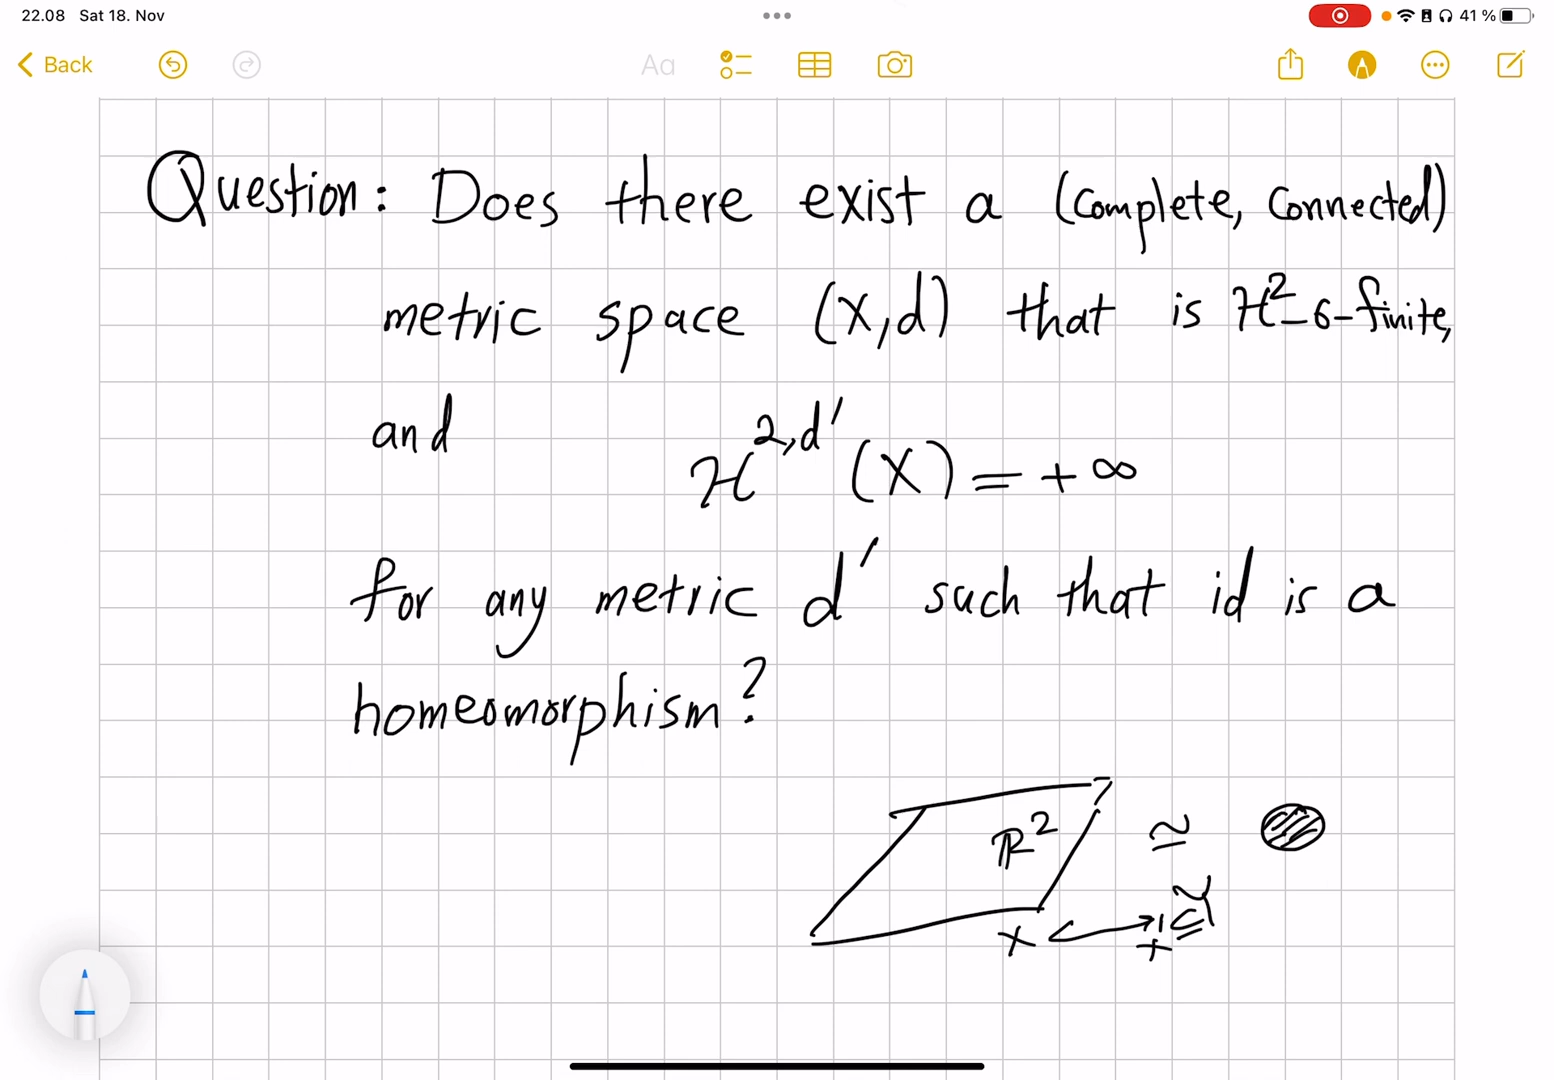 22.08 Sat 18. Nov
41 %
Back
Aa
Question: Does there exist a (complete, connected)
metric space (X,d) that is H²-σ-finite,
and H^{2,d'}(X) = +∞
for any metric d' such that id is a
homeomorphism?
ℝ² ≃
x